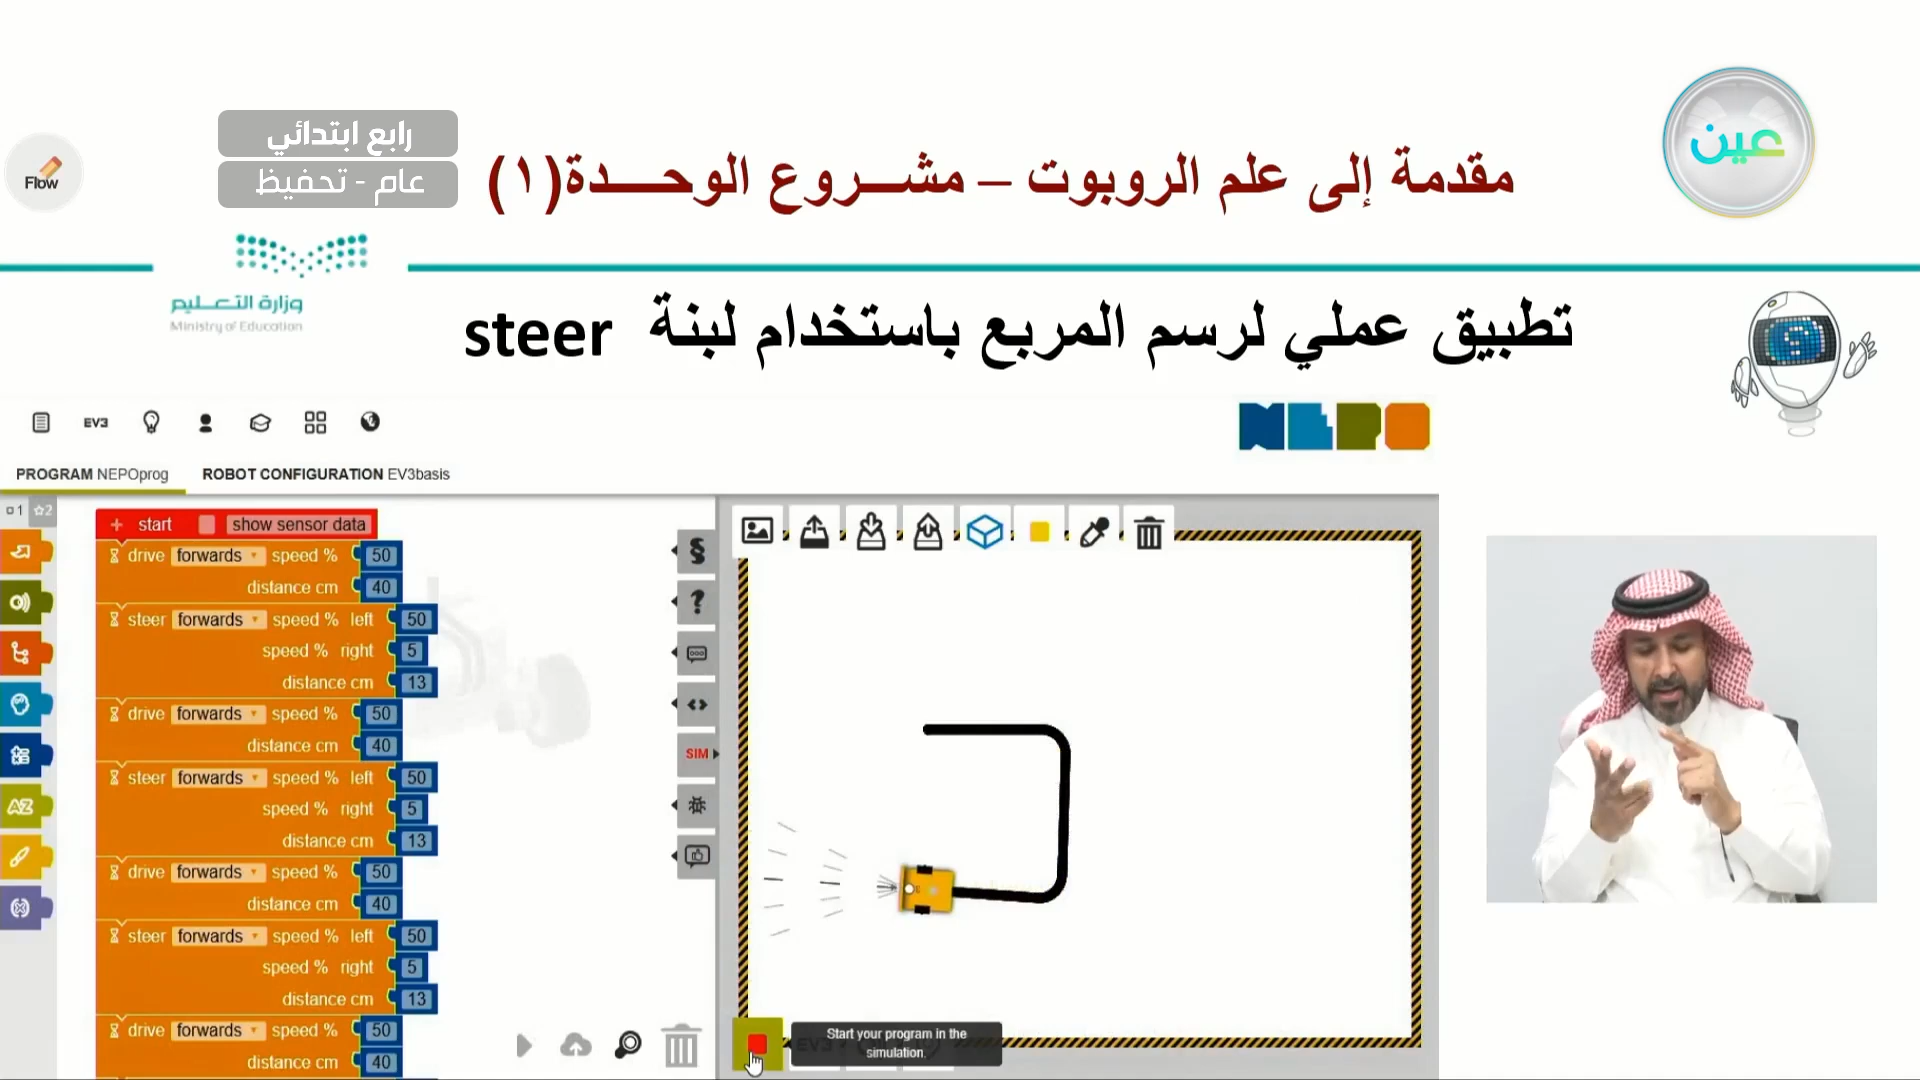 رابع ابتدائي
عام - تحفيظ
Flow
مقدمة إلى علم الروبوت – مشروع الوحدة(١)
عين
وزارة التعليم
Ministry of Education
تطبيق عملي لرسم المربع باستخدام لبنة steer
EV3
PROGRAM NEPOprog
ROBOT CONFIGURATION EV3basis
1
2
+ start show sensor data
drive forwards speed % 50
distance cm 40
steer forwards speed % left 50
speed % right 5
distance cm 13
drive forwards speed % 50
distance cm 40
steer forwards speed % left 50
speed % right 5
distance cm 13
drive forwards speed % 50
distance cm 40
steer forwards speed % left 50
speed % right 5
distance cm 13
drive forwards speed % 50
distance cm 40
SIM
Start your program in the
simulation.